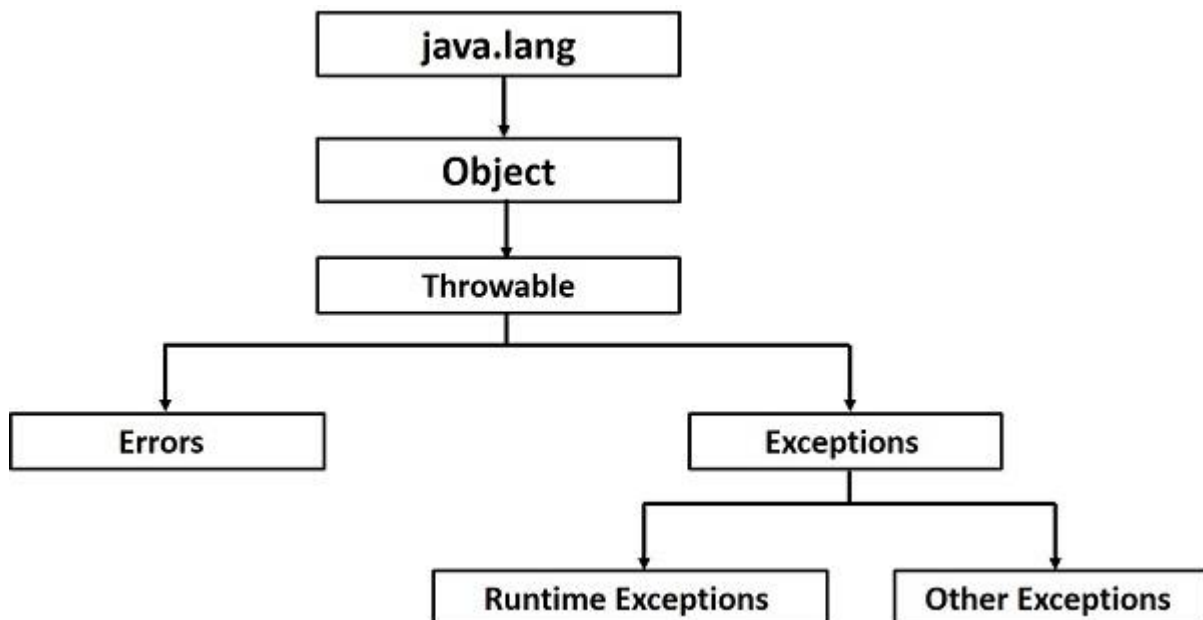 java.lang
Object
Throwable
Errors
Exceptions
Runtime Exceptions
Other Exceptions